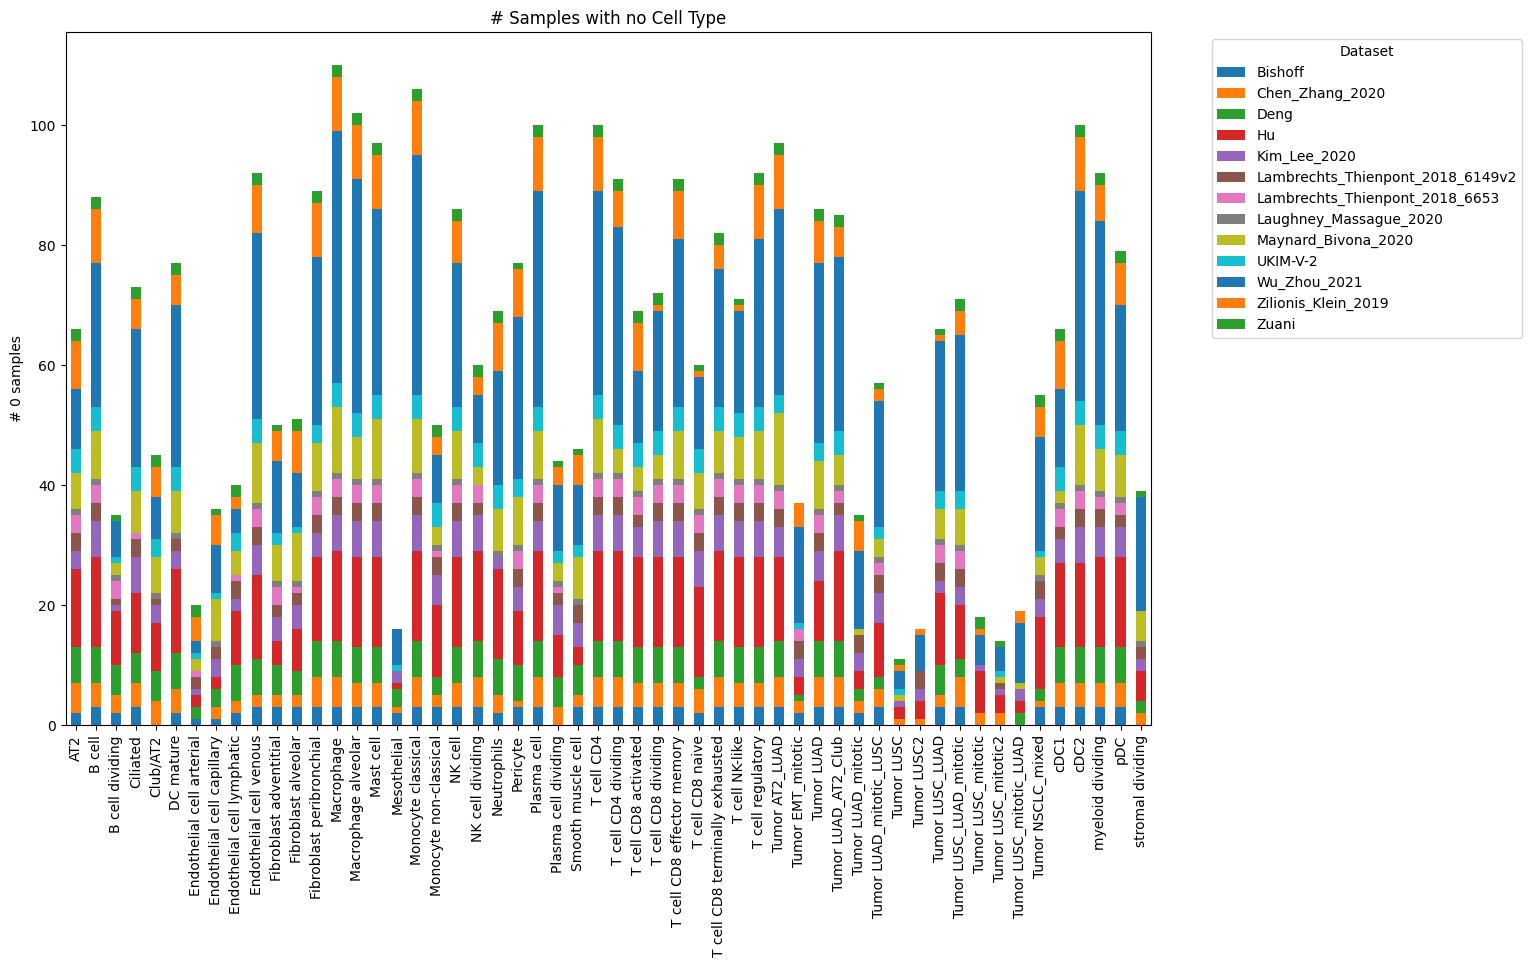 # Samples with no Cell Type
# 0 samples
100
80
60
40
20
0
AT2
B cell
B cell dividing
Ciliated
Club/AT2
DC mature
Endothelial cell arterial
Endothelial cell capillary
Endothelial cell lymphatic
Endothelial cell venous
Fibroblast adventitial
Fibroblast alveolar
Fibroblast peribronchial
Macrophage
Macrophage alveolar
Mast cell
Mesothelial
Monocyte classical
Monocyte non-classical
NK cell
NK cell dividing
Neutrophils
Pericyte
Plasma cell
Plasma cell dividing
Smooth muscle cell
T cell CD4
T cell CD4 dividing
T cell CD8 activated
T cell CD8 dividing
T cell CD8 effector memory
T cell CD8 naive
T cell CD8 terminally exhausted
T cell NK-like
T cell regulatory
Tumor AT2_LUAD
Tumor EMT_mitotic
Tumor LUAD
Tumor LUAD_AT2_Club
Tumor LUAD_mitotic
Tumor LUAD_mitotic_LUSC
Tumor LUSC
Tumor LUSC2
Tumor LUSC_LUAD
Tumor LUSC_LUAD_mitotic
Tumor LUSC_mitotic
Tumor LUSC_mitotic2
Tumor LUSC_mitotic_LUAD
Tumor NSCLC_mixed
cDC1
cDC2
myeloid dividing
pDC
stromal dividing
Dataset
Bishoff
Chen_Zhang_2020
Deng
Hu
Kim_Lee_2020
Lambrechts_Thienpont_2018_6149v2
Lambrechts_Thienpont_2018_6653
Laughney_Massague_2020
Maynard_Bivona_2020
UKIM-V-2
Wu_Zhou_2021
Zilionis_Klein_2019
Zuani